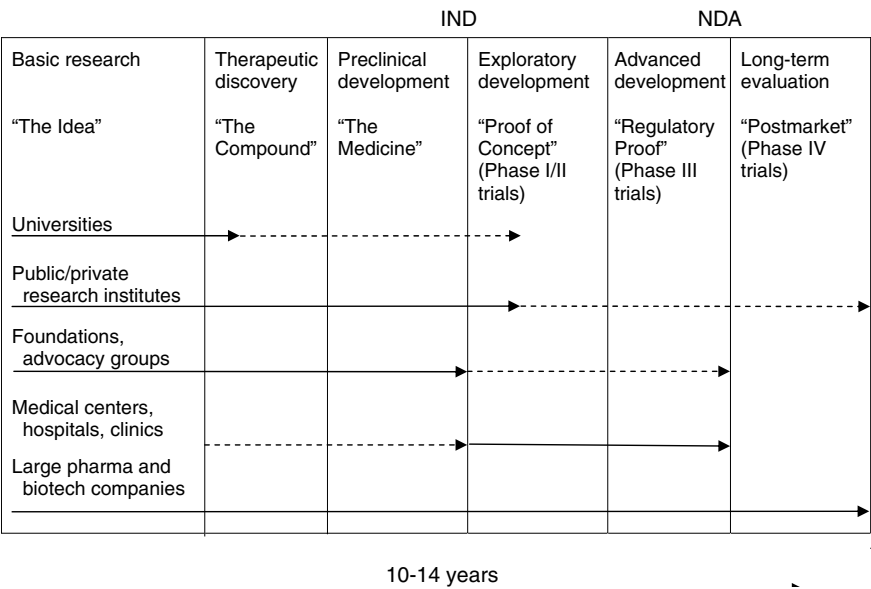 IND NDA
Basic research
Therapeutic
discovery
Preclinical
development
Exploratory
development
Advanced
development
Long-term
evaluation
“The Idea”
“The
Compound”
“The
Medicine”
“Proof of
Concept”
(Phase I/II
trials)
“Regulatory
Proof”
(Phase III
trials)
“Postmarket”
(Phase IV
trials)
Universities
Public/private
research institutes
Foundations,
advocacy groups
Medical centers,
hospitals, clinics
Large pharma and
biotech companies
10-14 years